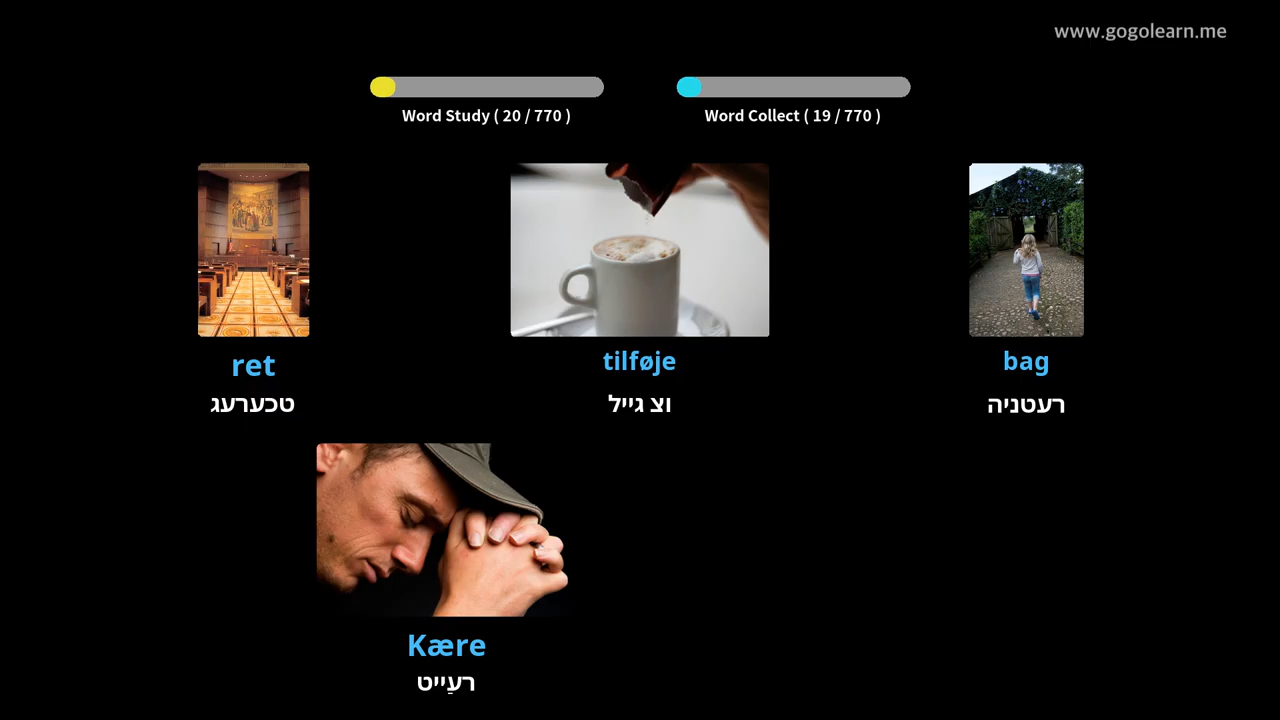 www.gogolearn.me
Word Study ( 20 / 770 )
Word Collect ( 19 / 770 )
ret
טכערעג
tilføje
וצ גייל
bag
רעטניה
Kære
רעַייט